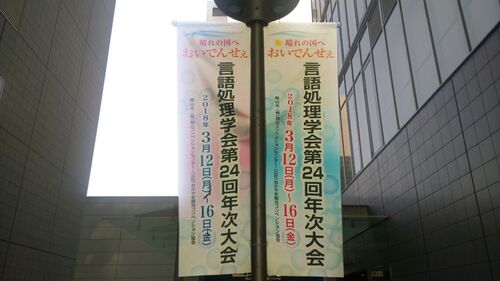 晴れの国へ
おいでんせぇ
言語処理学会第24回年次大会
2018年
3月12日(月)～16日(金)
晴れの国へ
おいでんせぇ
言語処理学会第24回年次大会
2018年
3月12日(月)～16日(金)